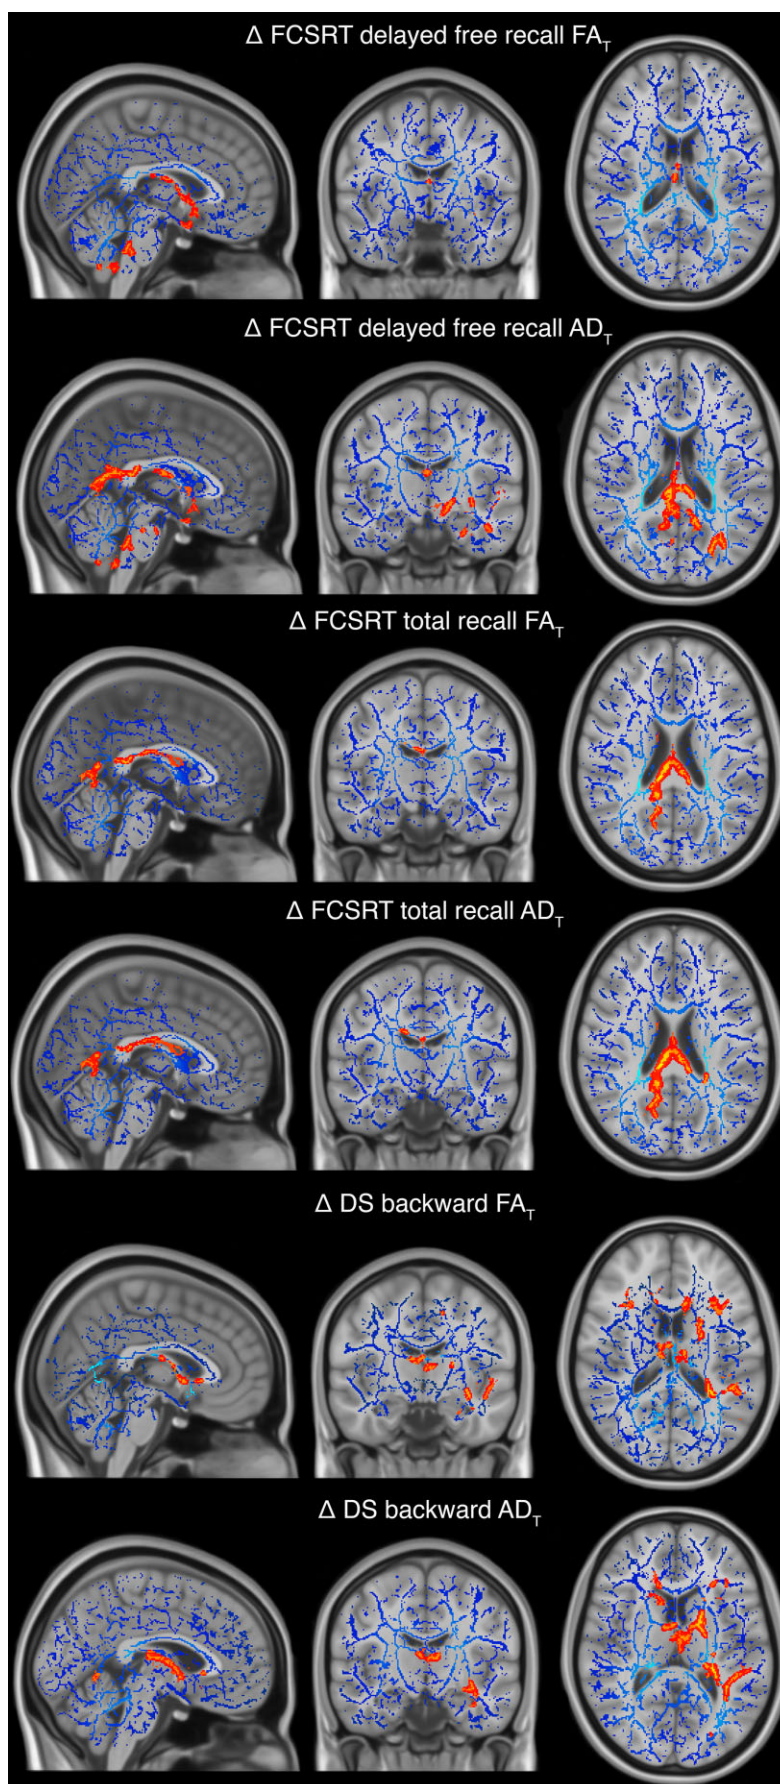 Δ FCSRT delayed free recall FA_T
Δ FCSRT delayed free recall AD_T
Δ FCSRT total recall FA_T
Δ FCSRT total recall AD_T
Δ DS backward FA_T
Δ DS backward AD_T